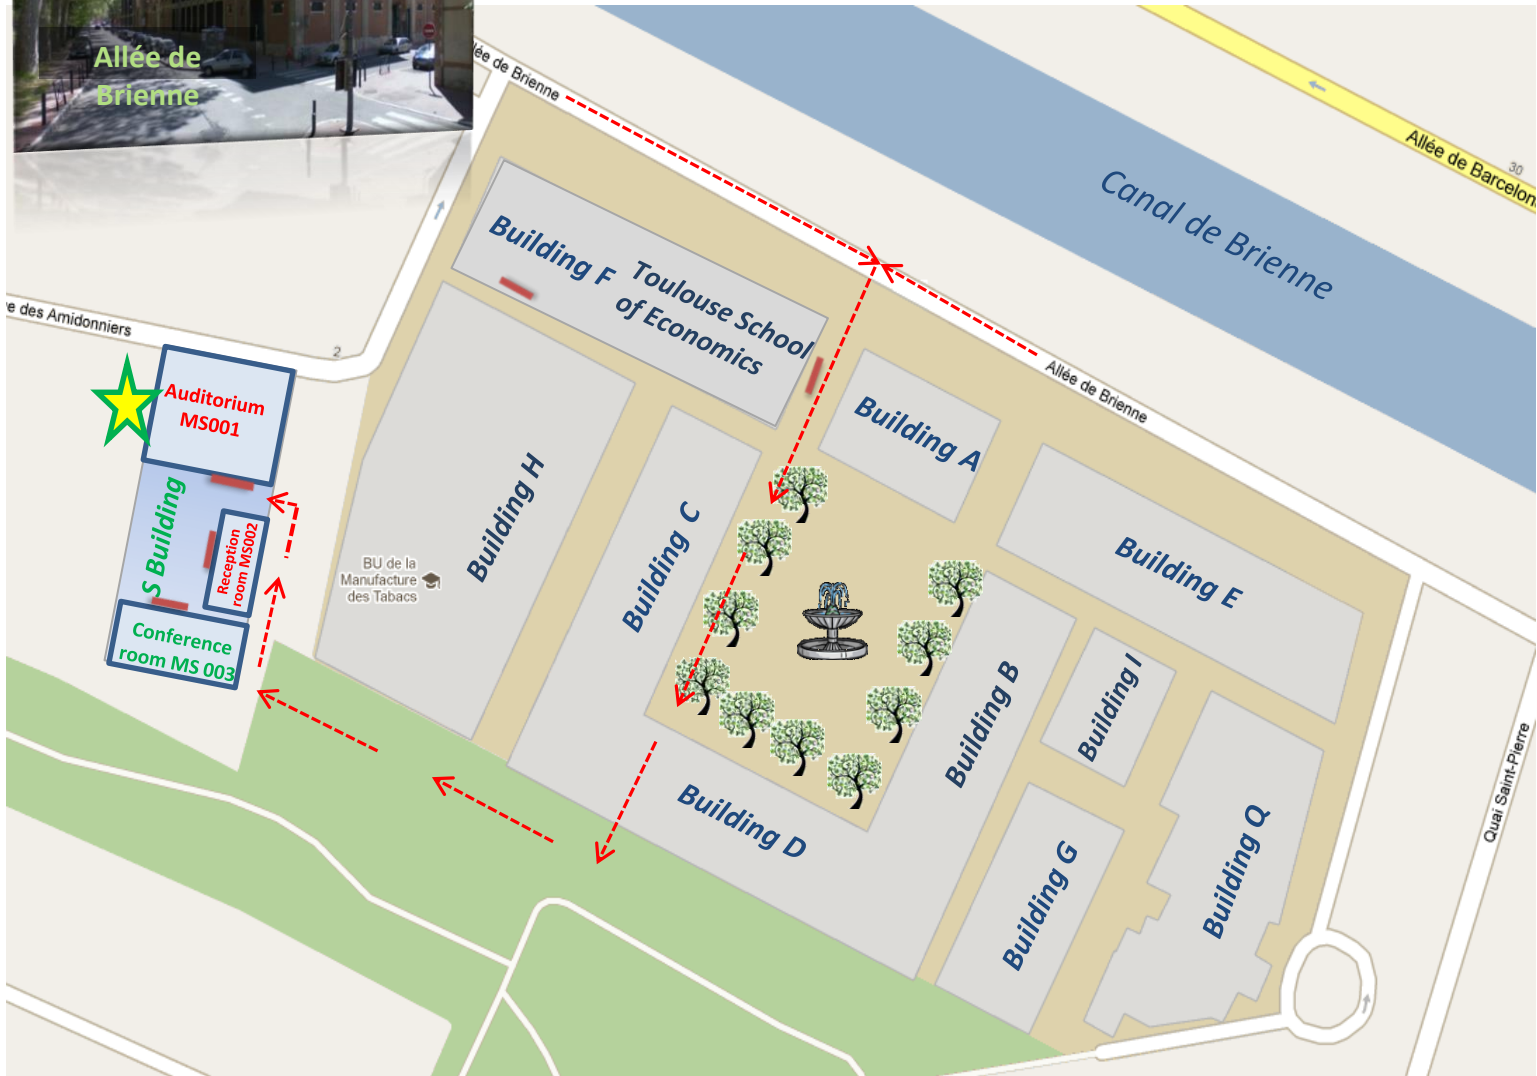 Allée de
Brienne
lée de Brienne
Allée de Barcelon
30
Canal de Brienne
Building F
Toulouse School
of Economics
e des Amidonniers
2
Allée de Brienne
Auditorium
MS001
Building A
S Building
Reception
room MS002
Building H
Building C
BU de la
Manufacture
des Tabacs
Building E
Conference
room MS 003
Building B
Building I
Building D
Building G
Building Q
Quai Saint-Pierre